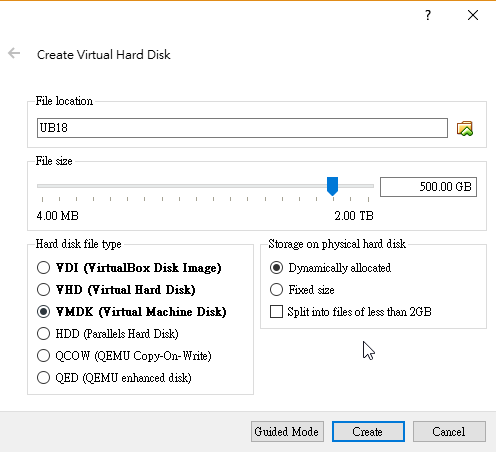 ?
Create Virtual Hard Disk
File location
UB18
File size
500.00 GB
4.00 MB 2.00 TB
Hard disk file type
VDI (VirtualBox Disk Image)
VHD (Virtual Hard Disk)
VMDK (Virtual Machine Disk)
HDD (Parallels Hard Disk)
QCOW (QEMU Copy-On-Write)
QED (QEMU enhanced disk)
Storage on physical hard disk
Dynamically allocated
Fixed size
Split into files of less than 2GB
Guided Mode Create Cancel